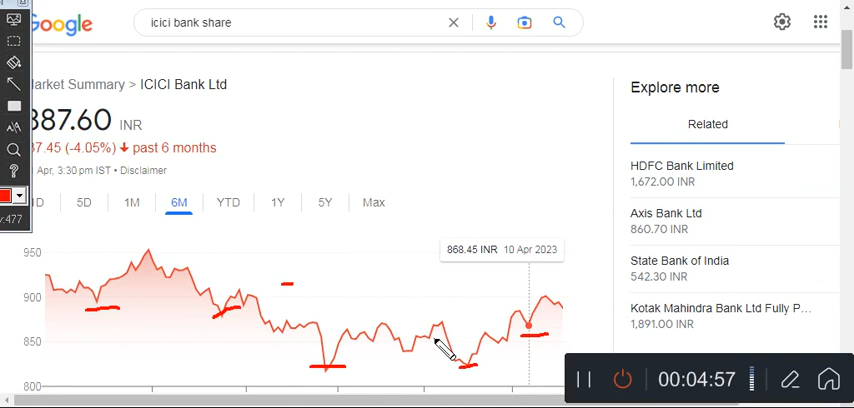 Google
icici bank share
Market Summary > ICICI Bank Ltd
887.60 INR
37.45 (-4.05%) past 6 months
Apr, 3:30 pm IST • Disclaimer
1D 5D 1M 6M YTD 1Y 5Y Max
868.45 INR 10 Apr 2023
950
900
850
800
Explore more
Related
HDFC Bank Limited
1,672.00 INR
Axis Bank Ltd
860.70 INR
State Bank of India
542.30 INR
Kotak Mahindra Bank Ltd Fully P...
1,891.00 INR
:477
00:04:57